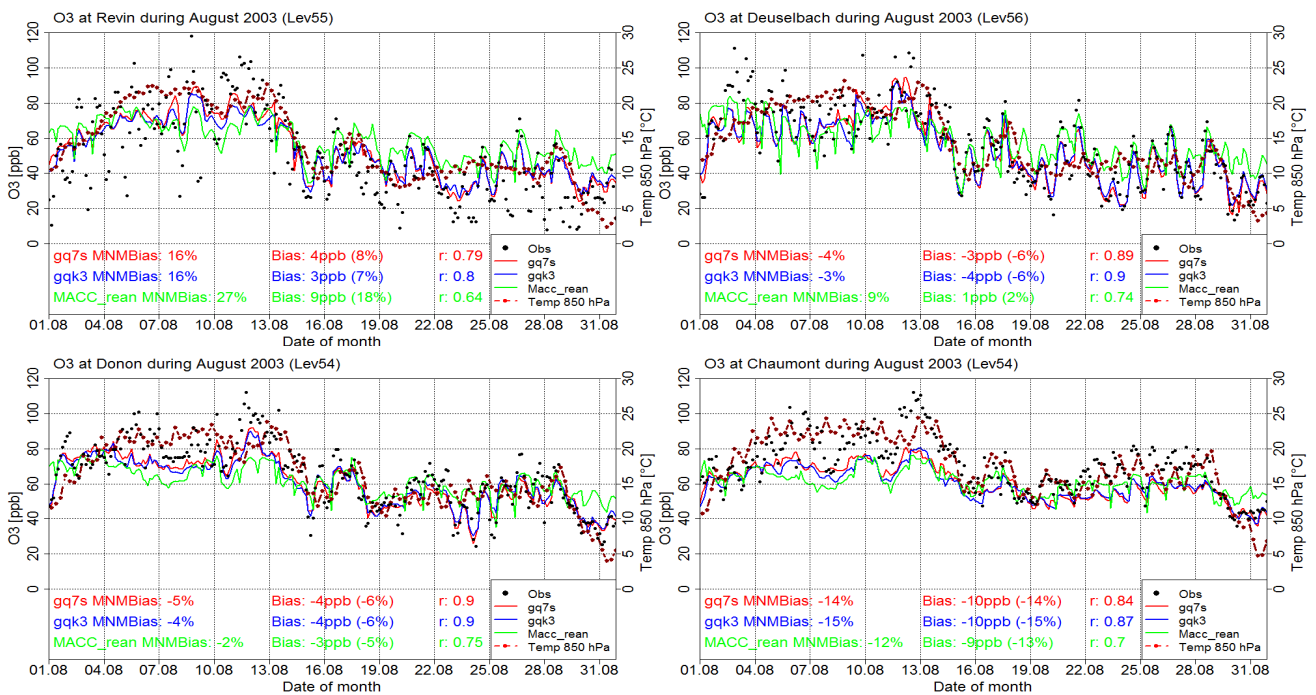 O3 at Revin during August 2003 (Lev55)
120
100
80
60
40
20
0
O3 [ppb]
30
25
20
15
10
5
0
Temp 850 hPa [°C]
gq7s MNMBias: 16% Bias: 4ppb (8%) r: 0.79
gqk3 MNMBias: 16% Bias: 3ppb (7%) r: 0.8
MACC_rean MNMBias: 27% Bias: 9ppb (18%) r: 0.64
Obs
gq7s
gqk3
Macc_rean
Temp 850 hPa
01.08 04.08 07.08 10.08 13.08 16.08 19.08 22.08 25.08 28.08 31.08
Date of month
O3 at Deuselbach during August 2003 (Lev56)
120
100
80
60
40
20
0
O3 [ppb]
30
25
20
15
10
5
0
Temp 850 hPa [°C]
gq7s MNMBias: -4% Bias: -3ppb (-6%) r: 0.89
gqk3 MNMBias: -3% Bias: -4ppb (-6%) r: 0.9
MACC_rean MNMBias: 9% Bias: 1ppb (2%) r: 0.74
Obs
gq7s
gqk3
Macc_rean
Temp 850 hPa
01.08 04.08 07.08 10.08 13.08 16.08 19.08 22.08 25.08 28.08 31.08
Date of month
O3 at Donon during August 2003 (Lev54)
120
100
80
60
40
20
0
O3 [ppb]
30
25
20
15
10
5
0
Temp 850 hPa [°C]
gq7s MNMBias: -5% Bias: -4ppb (-6%) r: 0.9
gqk3 MNMBias: -4% Bias: -4ppb (-6%) r: 0.9
MACC_rean MNMBias: -2% Bias: -3ppb (-5%) r: 0.75
Obs
gq7s
gqk3
Macc_rean
Temp 850 hPa
01.08 04.08 07.08 10.08 13.08 16.08 19.08 22.08 25.08 28.08 31.08
Date of month
O3 at Chaumont during August 2003 (Lev54)
120
100
80
60
40
20
0
O3 [ppb]
30
25
20
15
10
5
0
Temp 850 hPa [°C]
gq7s MNMBias: -14% Bias: -10ppb (-14%) r: 0.84
gqk3 MNMBias: -15% Bias: -10ppb (-15%) r: 0.87
MACC_rean MNMBias: -12% Bias: -9ppb (-13%) r: 0.7
Obs
gq7s
gqk3
Macc_rean
Temp 850 hPa
01.08 04.08 07.08 10.08 13.08 16.08 19.08 22.08 25.08 28.08 31.08
Date of month